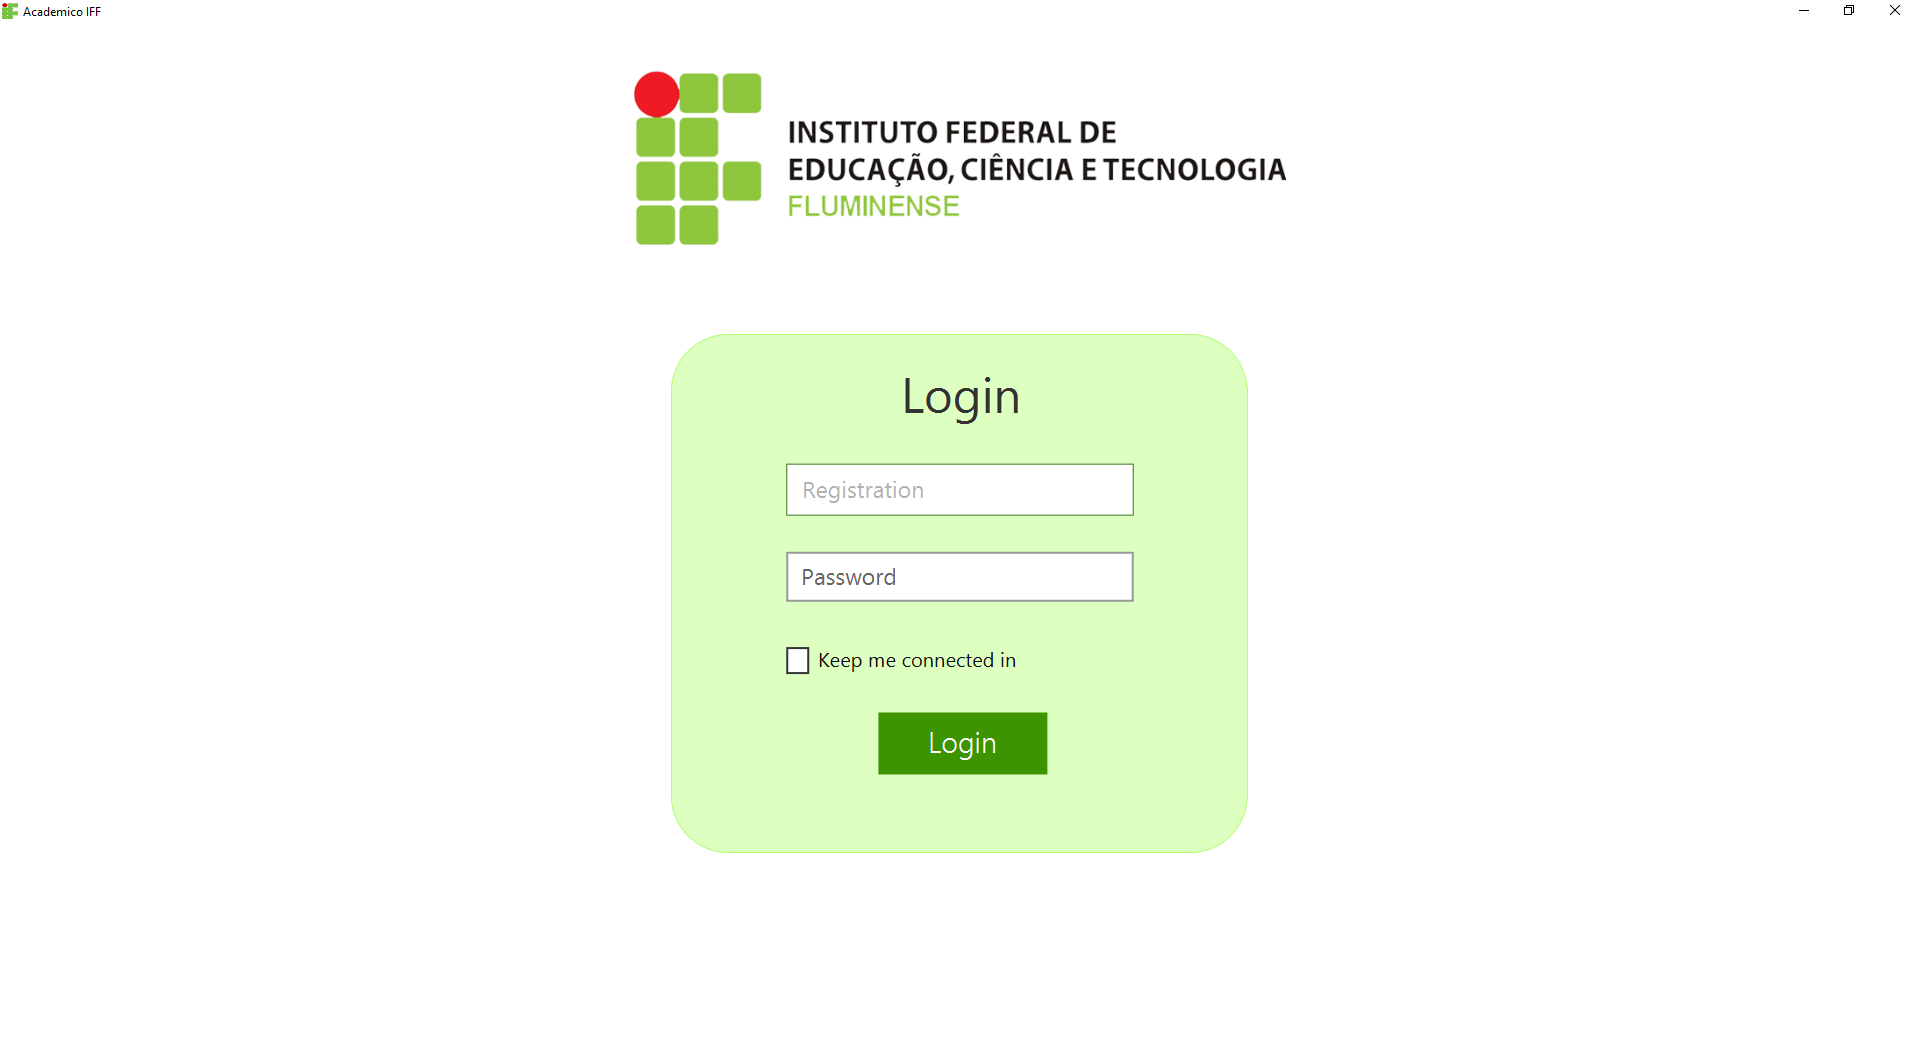 Academico IFF
INSTITUTO FEDERAL DE
EDUCAÇÃO, CIÊNCIA E TECNOLOGIA
FLUMINENSE
Login
Registration
Password
Keep me connected in
Login